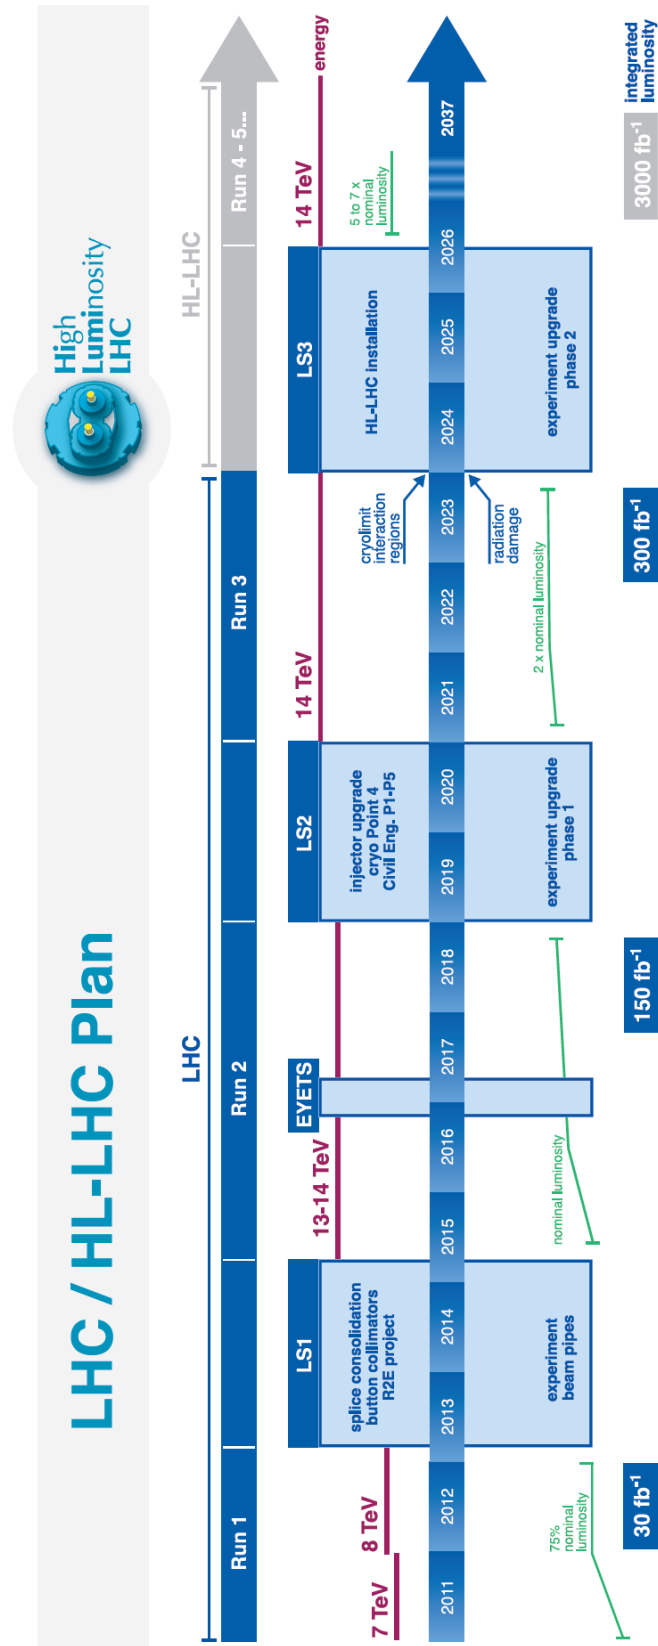 LHC / HL-LHC Plan
High
Luminosity
LHC
LHC
HL-LHC
Run 1
Run 2
Run 3
Run 4 - 5...
LS1
EYETS
LS2
LS3
7 TeV
8 TeV
13-14 TeV
14 TeV
14 TeV
energy
splice consolidation
button collimators
R2E project
injector upgrade
cryo Point 4
Civil Eng. P1-P5
cryolimit
interaction
regions
HL-LHC installation
5 to 7 x
nominal
luminosity
2011
2012
2013
2014
2015
2016
2017
2018
2019
2020
2021
2022
2023
2024
2025
2026
2037
radiation
damage
75%
nominal
luminosity
experiment
beam pipes
nominal luminosity
experiment upgrade
phase 1
2 x nominal luminosity
experiment upgrade
phase 2
30 fb⁻¹
150 fb⁻¹
300 fb⁻¹
3000 fb⁻¹
integrated
luminosity